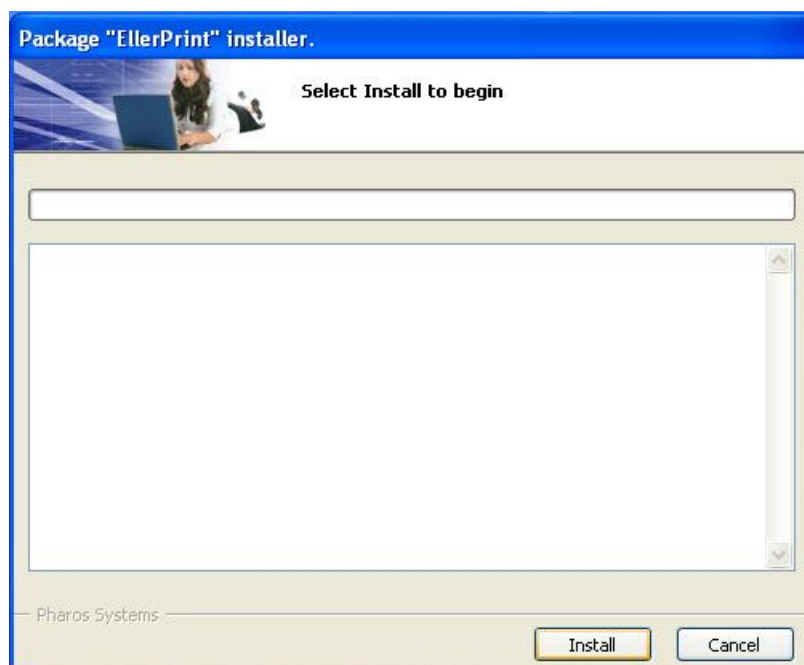 Package "EllerPrint" installer.
Select Install to begin
Pharos Systems
Install
Cancel